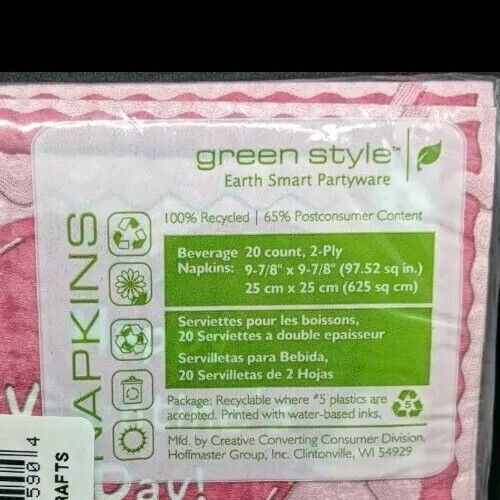 green style™
Earth Smart Partyware
NAPKINS
100% Recycled | 65% Postconsumer Content
Beverage 20 count, 2-Ply
Napkins: 9-7/8" x 9-7/8" (97.52 sq in.)
25 cm x 25 cm (625 sq cm)
Serviettes pour les boissons,
20 Serviettes a double epaisseur
Servilletas para Bebida,
20 Servilletas de 2 Hojas
Package: Recyclable where #5 plastics are
accepted. Printed with water-based inks.
5
Mfd. by Creative Converting Consumer Division,
Hoffmaster Group, Inc. Clintonville, WI 54929
Day!
5904
AFTS